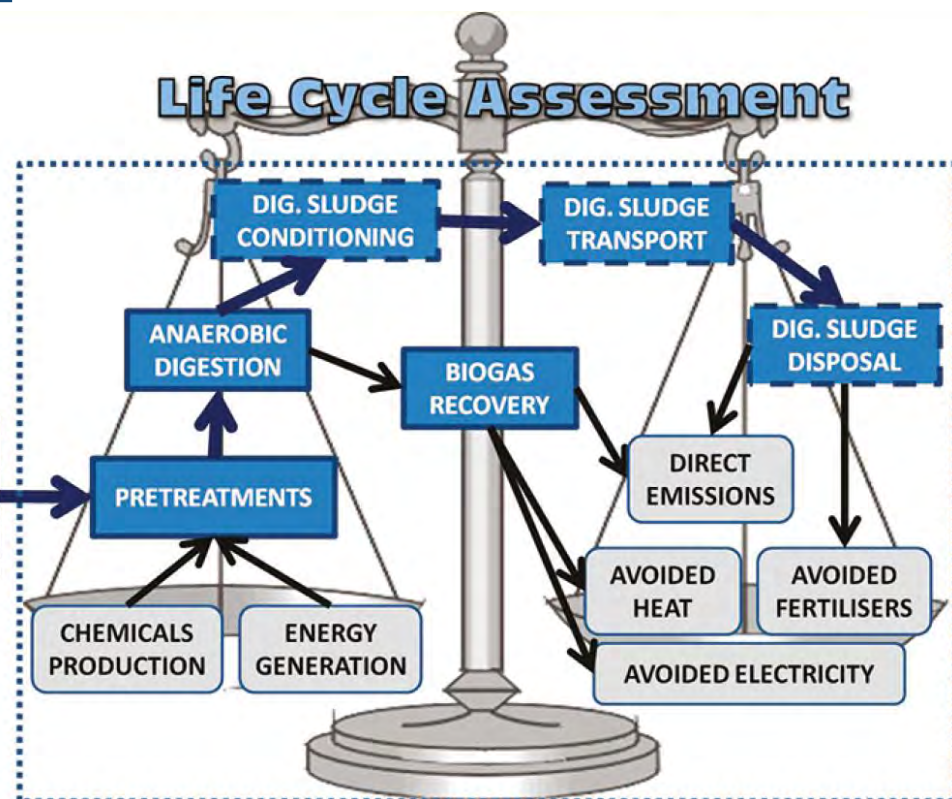 Life Cycle Assessment
DIG. SLUDGE
CONDITIONING
DIG. SLUDGE
TRANSPORT
ANAEROBIC
DIGESTION
BIOGAS
RECOVERY
DIG. SLUDGE
DISPOSAL
PRETREATMENTS
DIRECT
EMISSIONS
CHEMICALS
PRODUCTION
ENERGY
GENERATION
AVOIDED
HEAT
AVOIDED
FERTILISERS
AVOIDED ELECTRICITY